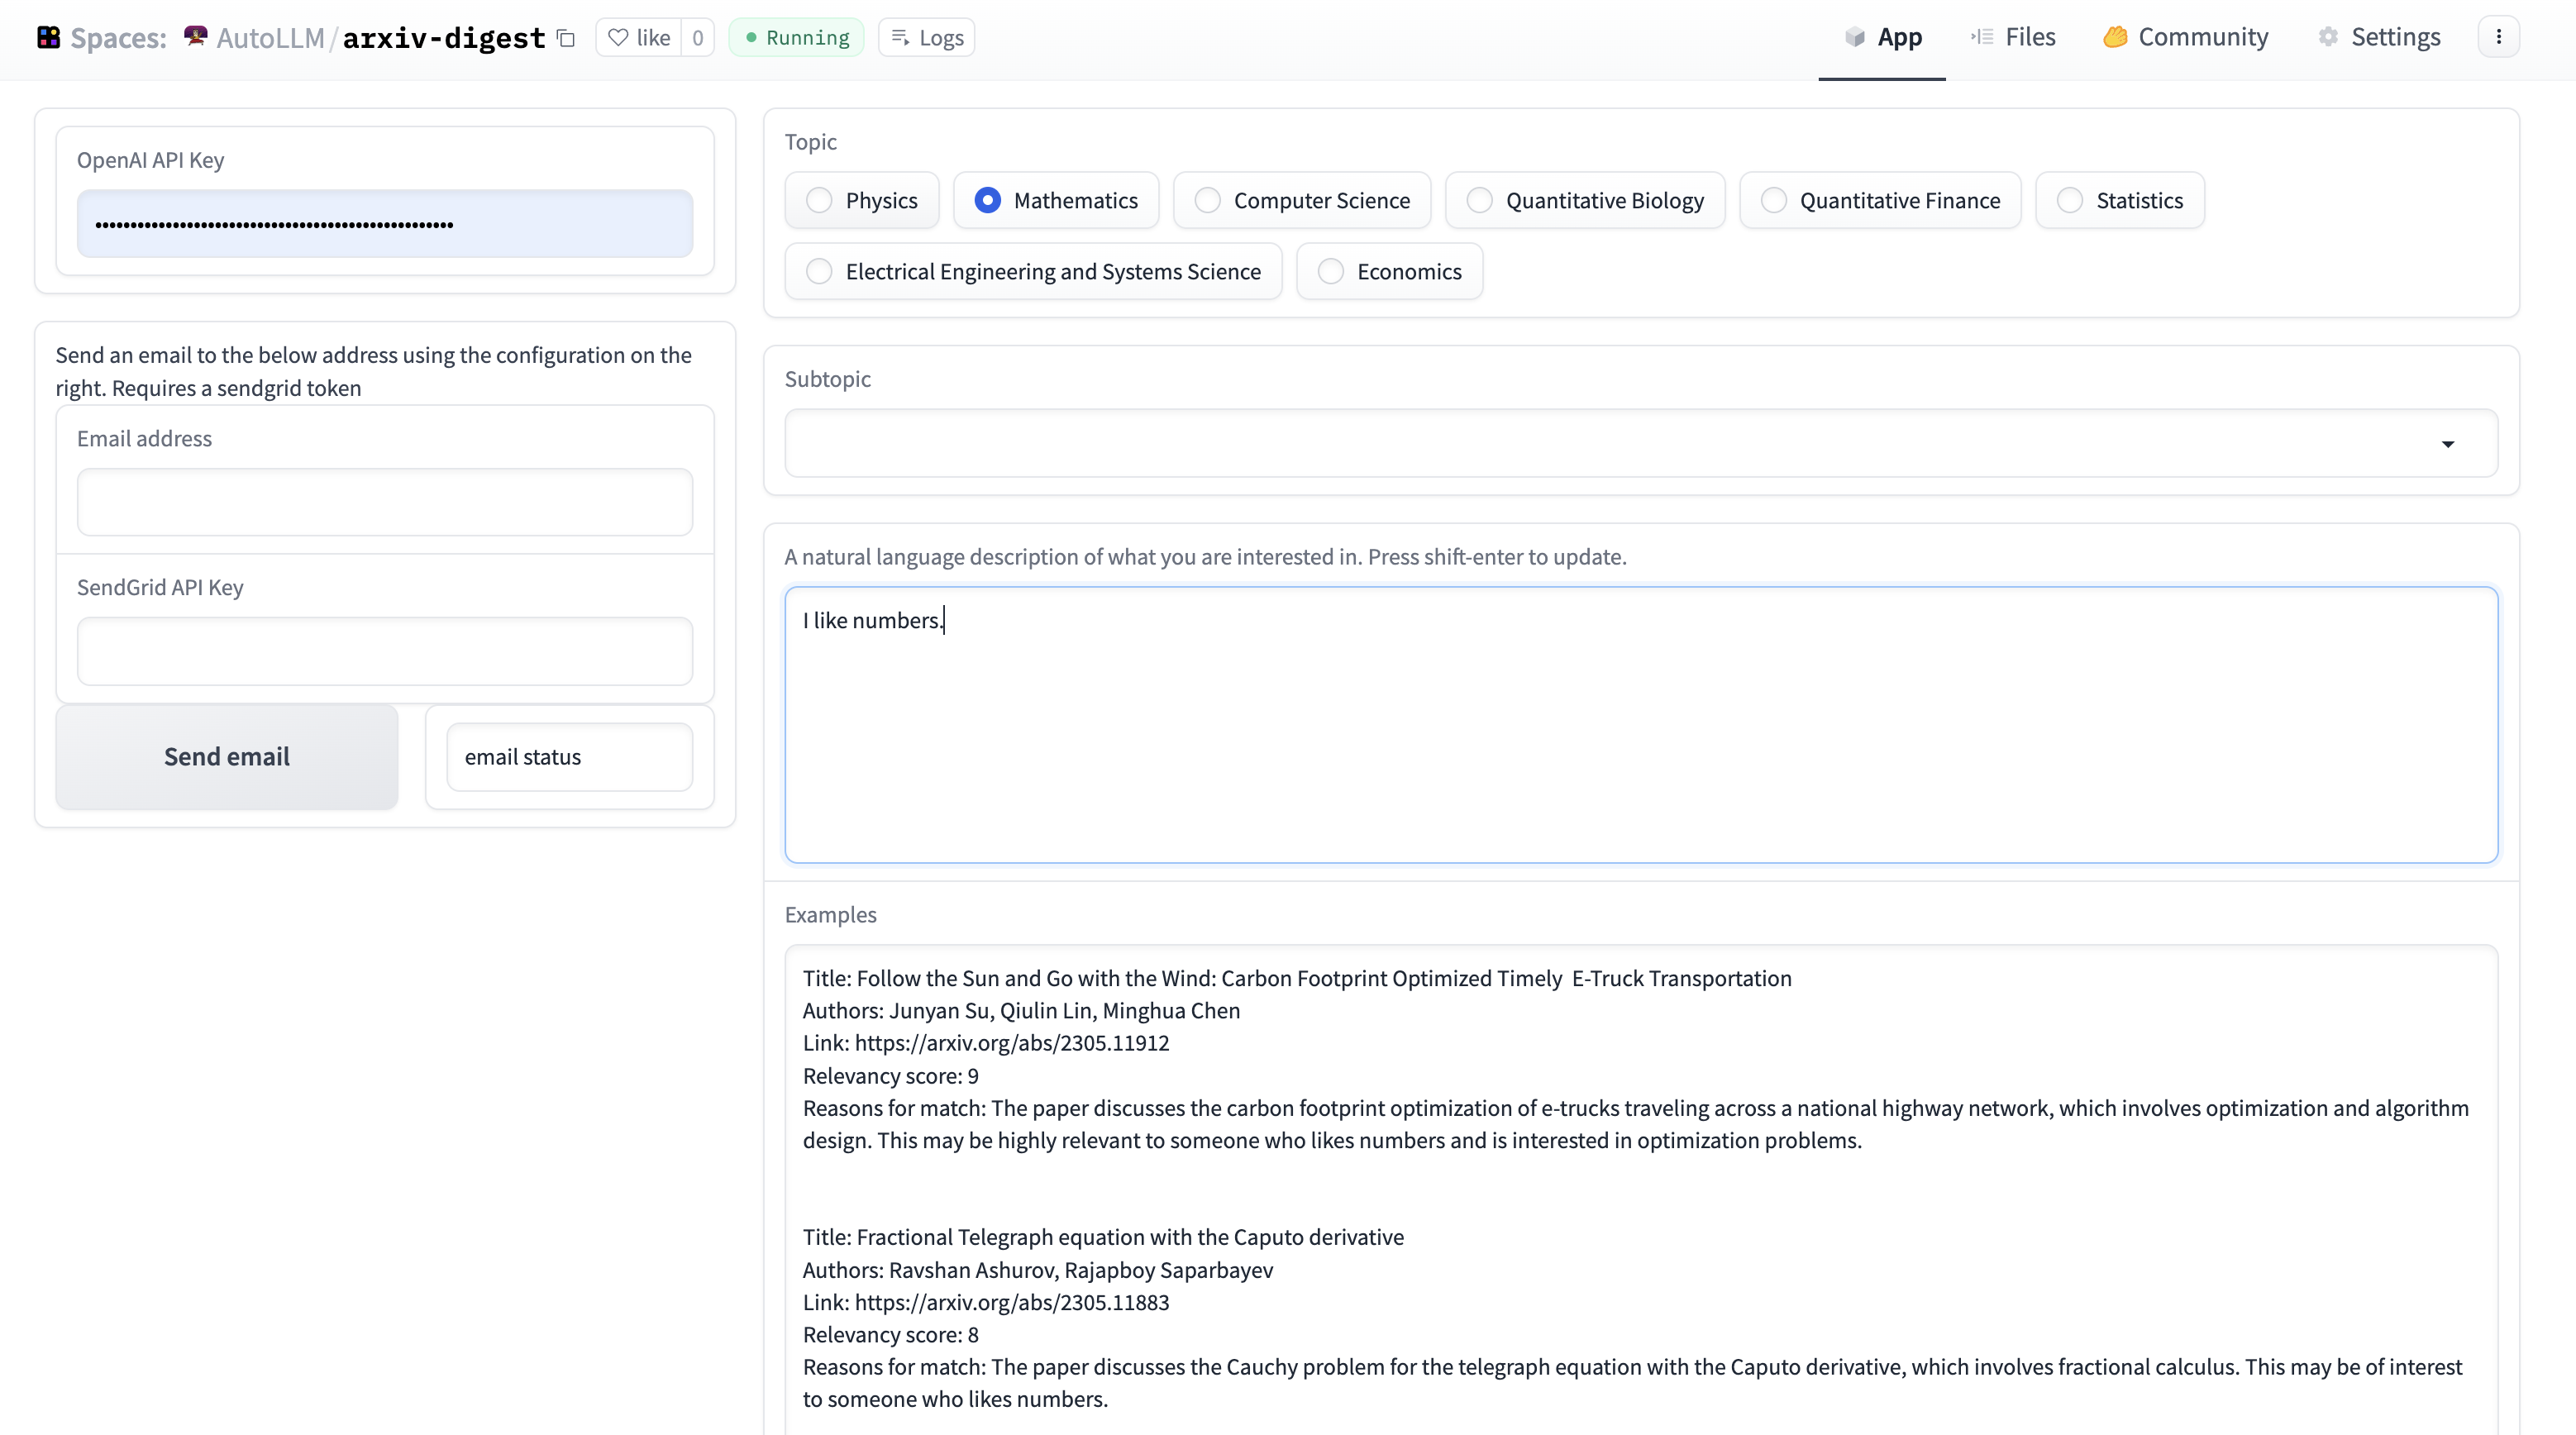 Spaces: AutoLLM/arxiv-digest like 0 Running Logs App Files Community Settings
OpenAI API Key
••••••••••••••••••••••••••••••••••••••••••••••••••••
Send an email to the below address using the configuration on the
right. Requires a sendgrid token
Email address
SendGrid API Key
Send email
email status
Topic
Physics Mathematics Computer Science Quantitative Biology Quantitative Finance Statistics
Electrical Engineering and Systems Science Economics
Subtopic
A natural language description of what you are interested in. Press shift-enter to update.
I like numbers.
Examples
Title: Follow the Sun and Go with the Wind: Carbon Footprint Optimized Timely  E-Truck Transportation
Authors: Junyan Su, Qiulin Lin, Minghua Chen
Link: https://arxiv.org/abs/2305.11912
Relevancy score: 9
Reasons for match: The paper discusses the carbon footprint optimization of e-trucks traveling across a national highway network, which involves optimization and algorithm
design. This may be highly relevant to someone who likes numbers and is interested in optimization problems.
Title: Fractional Telegraph equation with the Caputo derivative
Authors: Ravshan Ashurov, Rajapboy Saparbayev
Link: https://arxiv.org/abs/2305.11883
Relevancy score: 8
Reasons for match: The paper discusses the Cauchy problem for the telegraph equation with the Caputo derivative, which involves fractional calculus. This may be of interest
to someone who likes numbers.